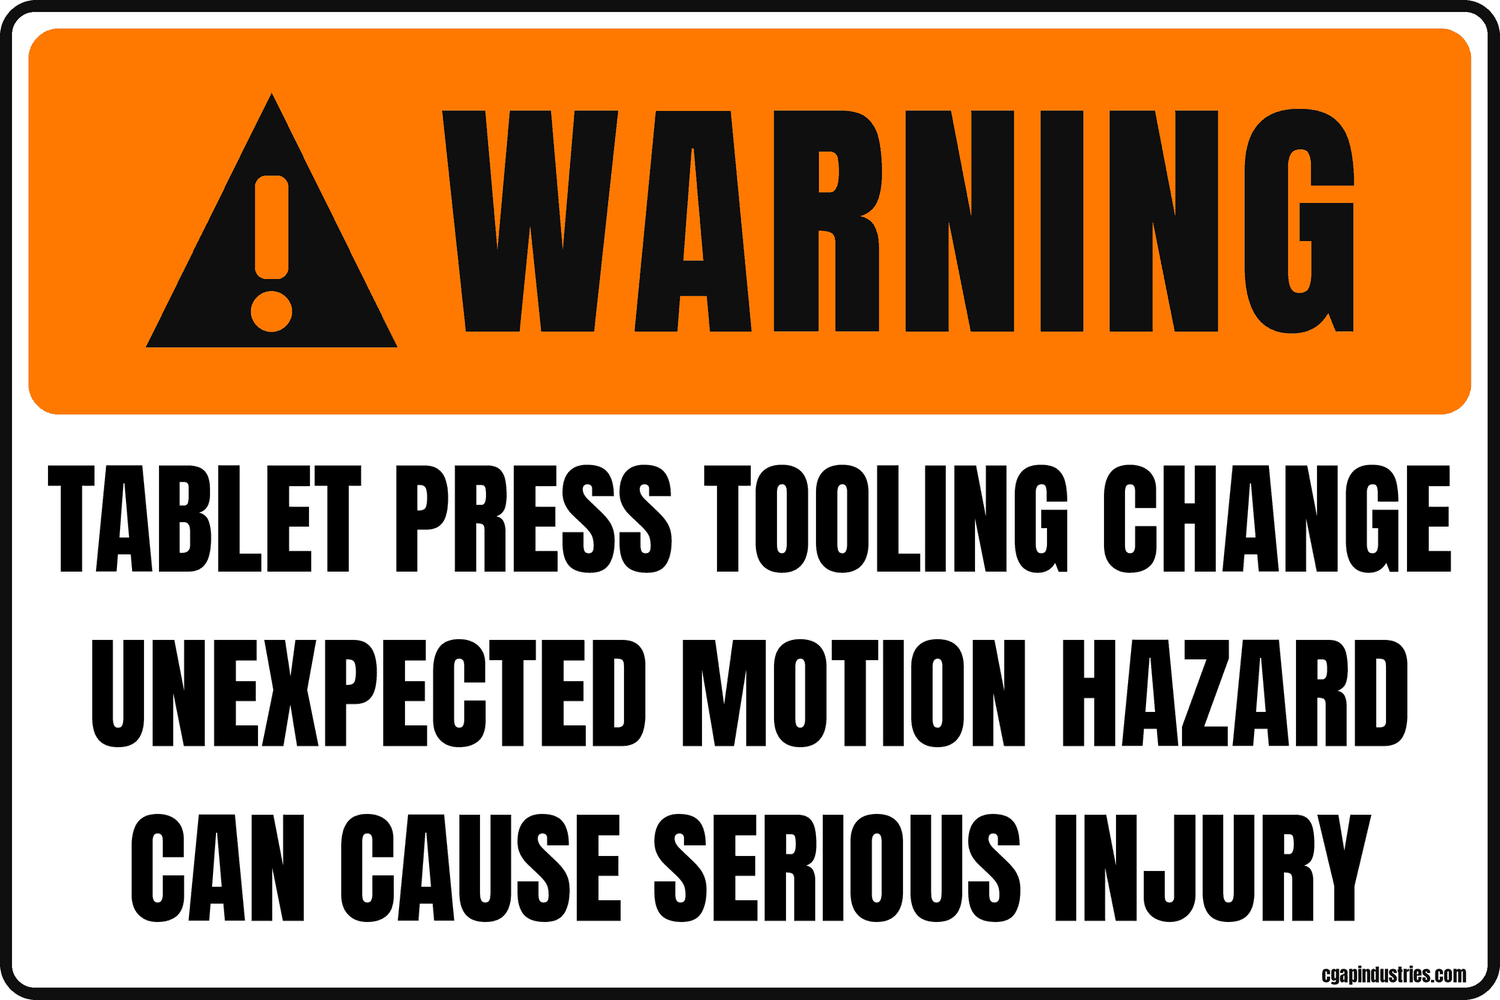 WARNING
TABLET PRESS TOOLING CHANGE
UNEXPECTED MOTION HAZARD
CAN CAUSE SERIOUS INJURY
cgapindustries.com